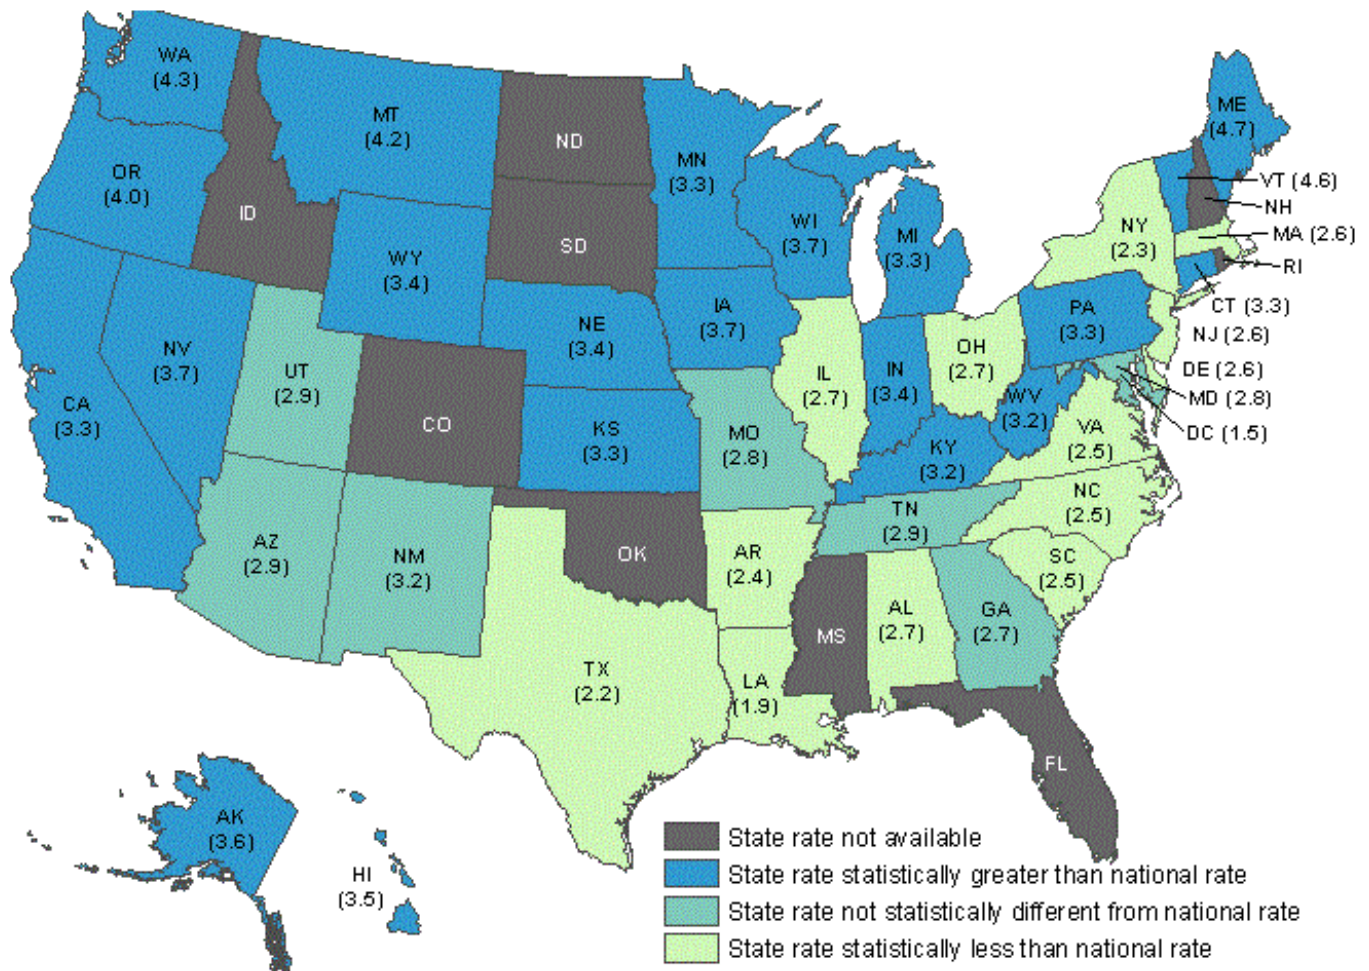 WA
(4.3)
MT
(4.2)
ND
MN
(3.3)
ME
(4.7)
OR
(4.0)
ID
SD
WI
(3.7)
MI
(3.3)
NY
(2.3)
VT (4.6)
NH
MA (2.6)
RI
CT (3.3)
NJ (2.6)
DE (2.6)
MD (2.8)
DC (1.5)
WY
(3.4)
NE
(3.4)
IA
(3.7)
PA
(3.3)
NV
(3.7)
UT
(2.9)
CA
(3.3)
CO
KS
(3.3)
MO
(2.8)
IL
(2.7)
IN
(3.4)
OH
(2.7)
WV
(3.2)
KY
(3.2)
VA
(2.5)
NC
(2.5)
TN
(2.9)
SC
(2.5)
AZ
(2.9)
NM
(3.2)
OK
AR
(2.4)
MS
AL
(2.7)
GA
(2.7)
TX
(2.2)
LA
(1.9)
FL
AK
(3.6)
HI
(3.5)
State rate not available
State rate statistically greater than national rate
State rate not statistically different from national rate
State rate statistically less than national rate